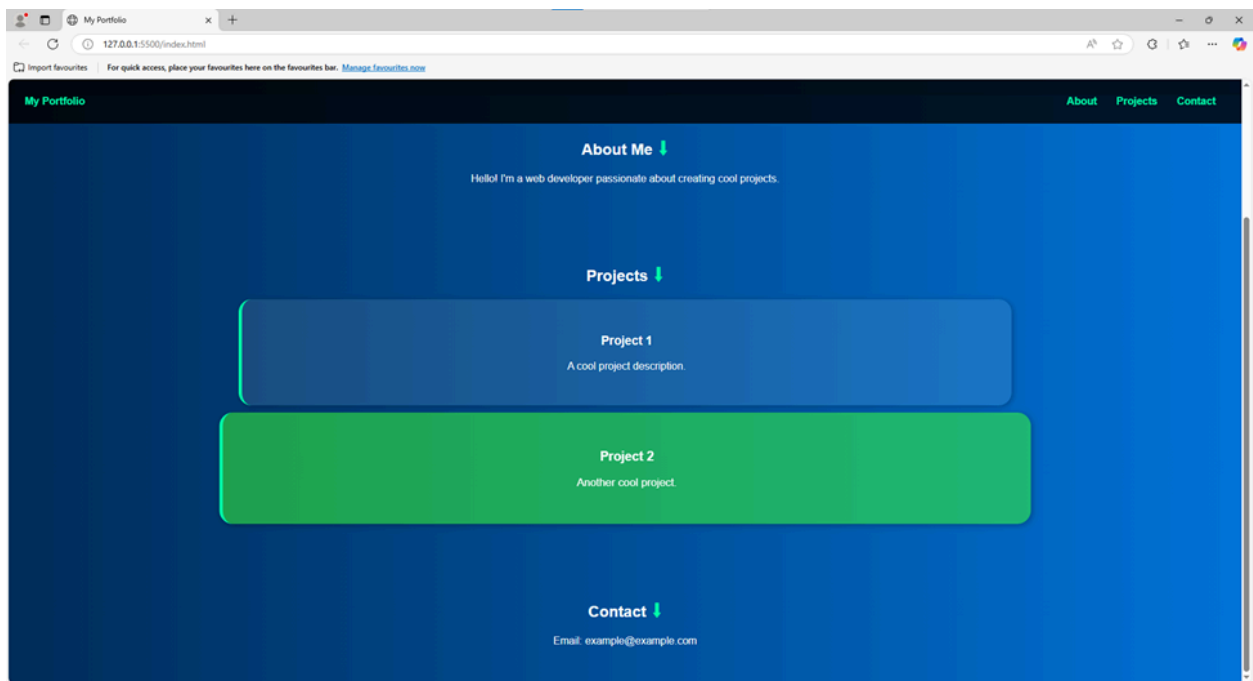 My Portfolio
127.0.0.1:5500/index.html
Import favourites For quick access, place your favourites here on the favourites bar. Manage favourites now
My Portfolio About Projects Contact
About Me
Hello! I'm a web developer passionate about creating cool projects.
Projects
Project 1
A cool project description.
Project 2
Another cool project.
Contact
Email: example@example.com